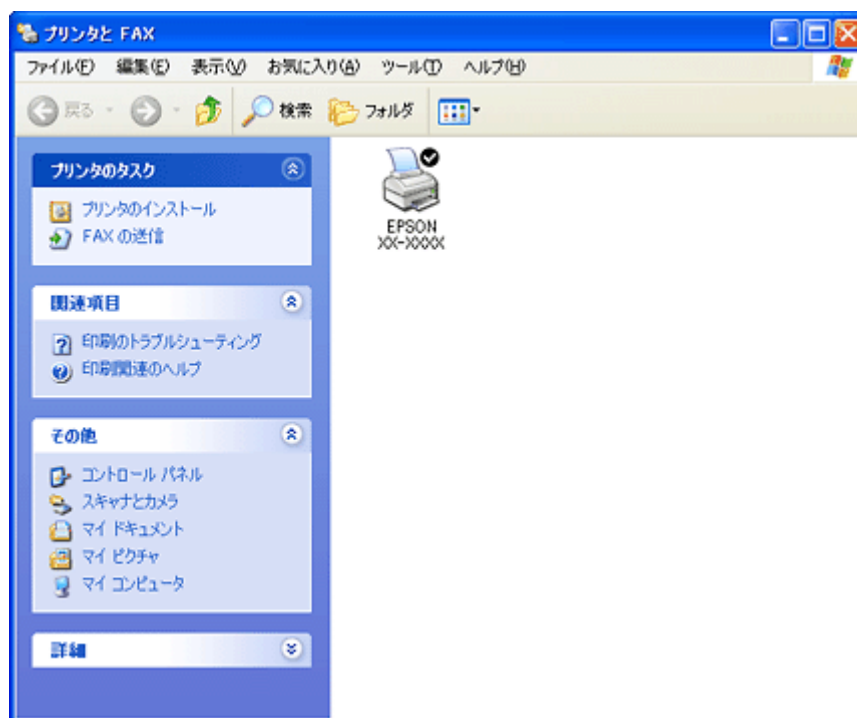 プリンタと FAX
ファイル(F) 編集(E) 表示(V) お気に入り(A) ツール(T) ヘルプ(H)
戻る 検索 フォルダ
プリンタのタスク
プリンタのインストール
FAX の送信
関連項目
印刷のトラブルシューティング
印刷関連のヘルプ
その他
コントロール パネル
スキャナとカメラ
マイ ドキュメント
マイ ピクチャ
マイ コンピュータ
詳細
EPSON
XX-XXXX